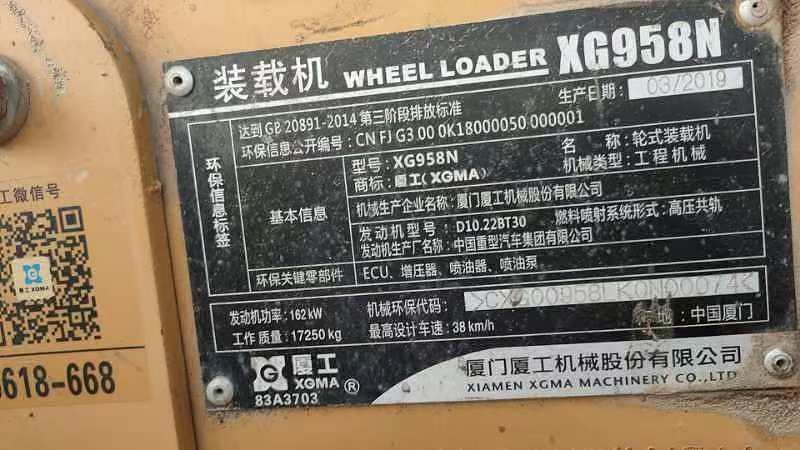 装载机 WHEEL LOADER XG958N
生产日期: 03/2019
达到 GB 20891-2014 第三阶段排放标准
环保信息公开编号: CN FJ G3 00 0K18000050 000001
环保信息标签
基本信息
型号: XG958N
名 称: 轮式装载机
商标: 厦工(XGMA)
机械类型: 工程机械
机械生产企业名称: 厦门厦工机械股份有限公司
发动机型号: D10.22BT30
燃料喷射系统形式: 高压共轨
发动机生产厂名称: 中国重型汽车集团有限公司
环保关键零部件
ECU、增压器、喷油器、喷油泵
发动机功率: 162 kW
机械环保代码:
工作质量: 17250 kg
最高设计车速: 38 km/h
地: 中国厦门
厦工
XGMA ®
83A3703
厦门厦工机械股份有限公司
XIAMEN XGMA MACHINERY CO.,LTD
工微信号
厦工 XGMA
618-668